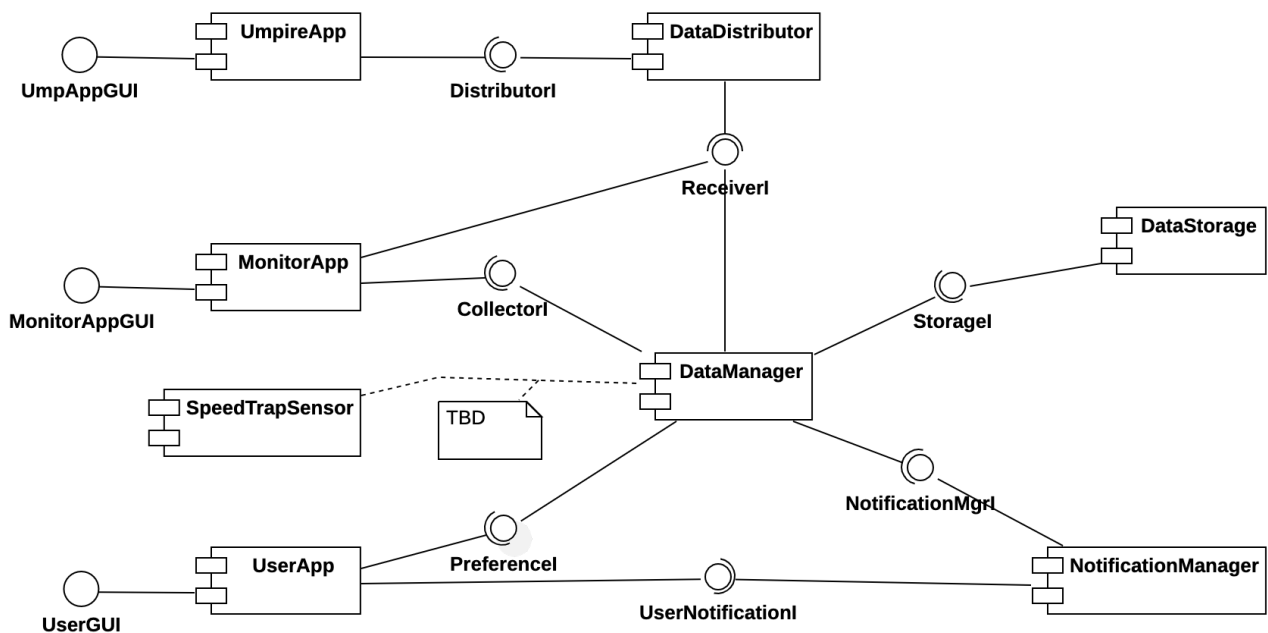 UmpireApp
DataDistributor
UmpAppGUI
DistributorI
ReceiverI
DataStorage
MonitorApp
MonitorAppGUI
CollectorI
StorageI
DataManager
SpeedTrapSensor
TBD
NotificationMgrI
UserApp
PreferenceI
NotificationManager
UserGUI
UserNotificationI